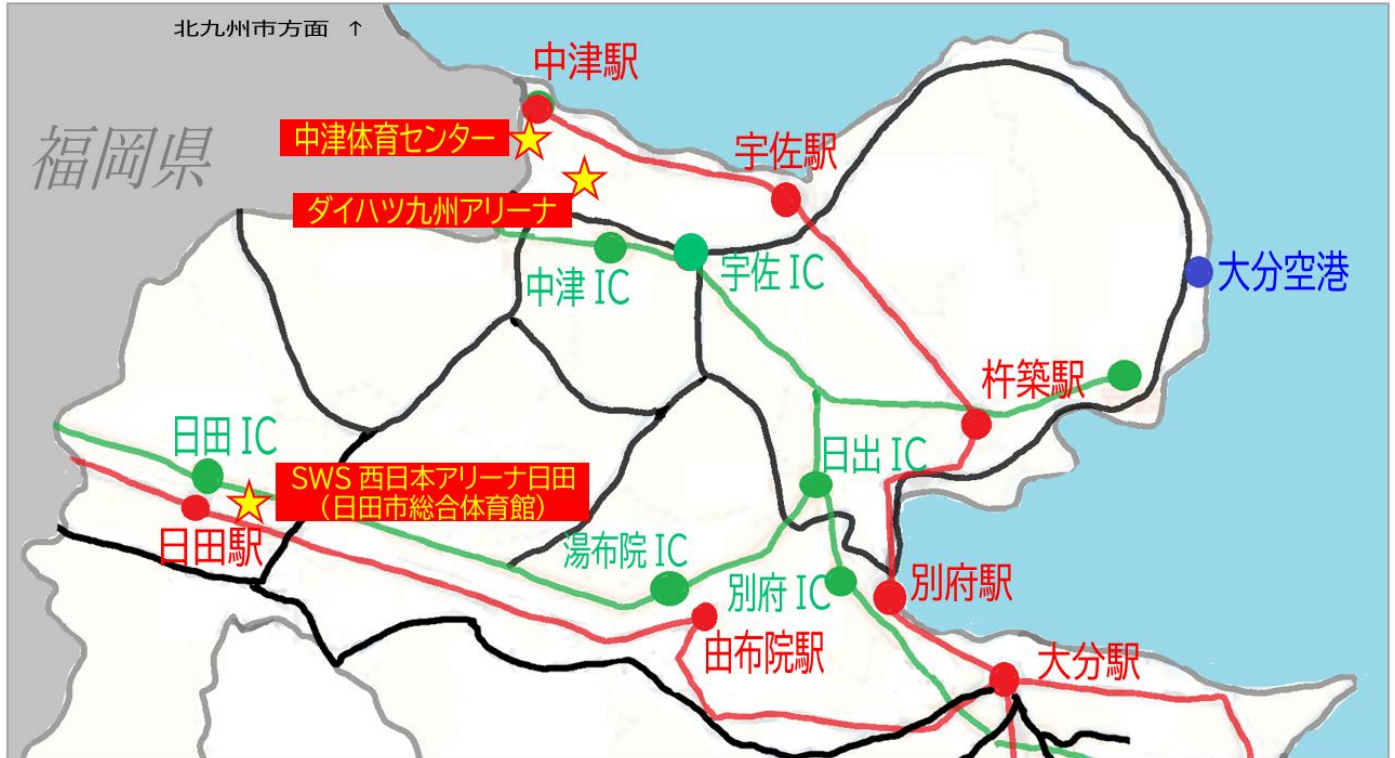 北九州市方面 ↑
中津駅
福岡県
中津体育センター
宇佐駅
ダイハツ九州アリーナ
中津 IC
宇佐 IC
大分空港
杵築駅
日田 IC
日出 IC
SWS 西日本アリーナ日田
（日田市総合体育館）
日田駅
湯布院 IC
別府 IC
別府駅
由布院駅
大分駅